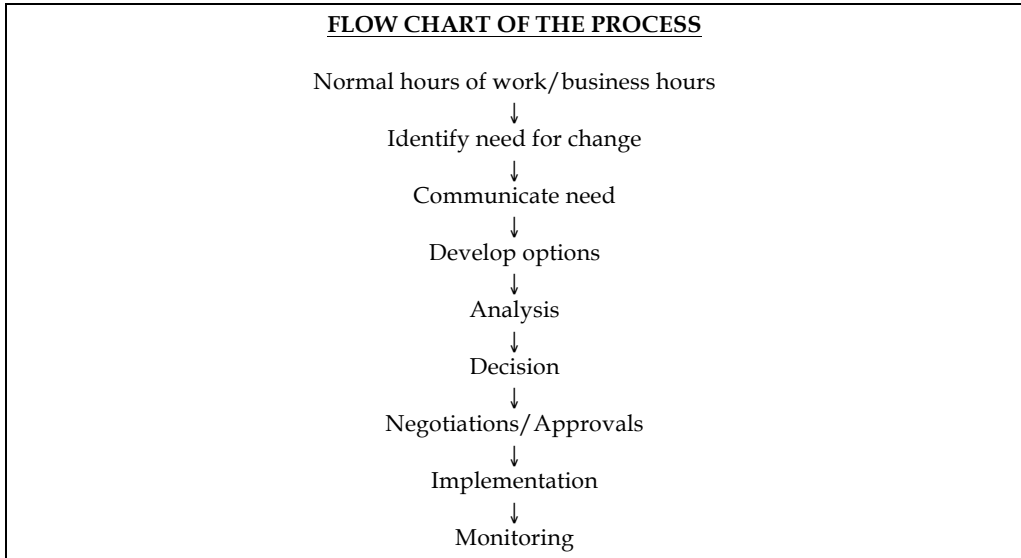 FLOW CHART OF THE PROCESS
Normal hours of work/business hours
↓
Identify need for change
↓
Communicate need
↓
Develop options
↓
Analysis
↓
Decision
↓
Negotiations/Approvals
↓
Implementation
↓
Monitoring